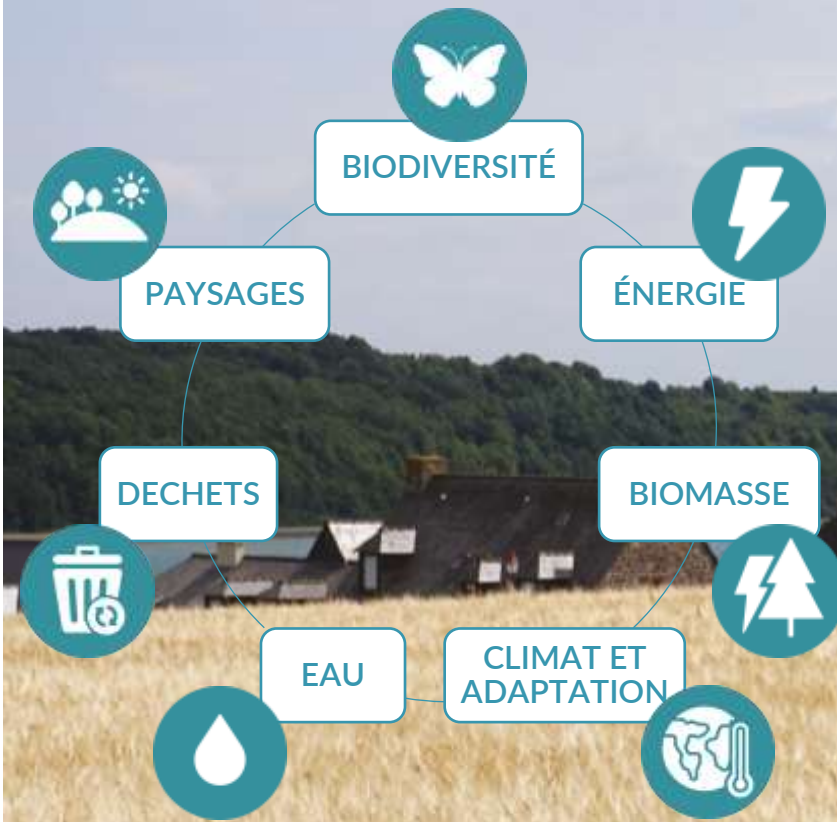 BIODIVERSITÉ
PAYSAGES
ÉNERGIE
DECHETS
BIOMASSE
EAU
CLIMAT ET
ADAPTATION